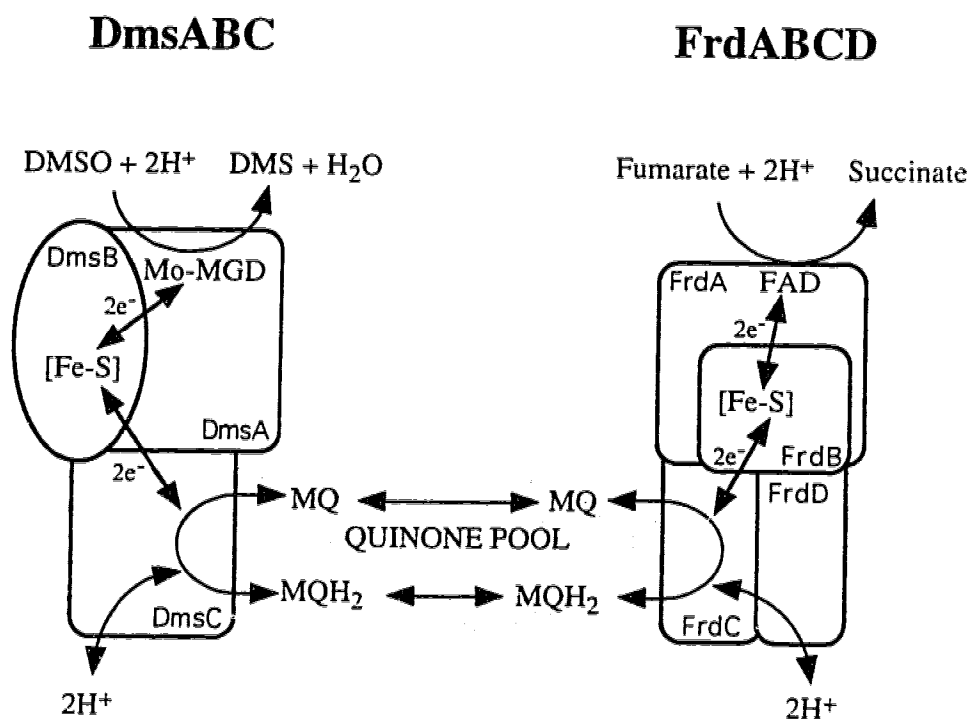 DmsABC
FrdABCD
DMSO + 2H⁺ DMS + H₂O
Fumarate + 2H⁺ Succinate
DmsB
Mo-MGD
2e⁻
[Fe-S]
DmsA
2e⁻
FrdA FAD
2e⁻
[Fe-S]
2e⁻ FrdB
FrdD
MQ MQ
QUINONE POOL
MQH₂ MQH₂
DmsC
FrdC
2H⁺
2H⁺